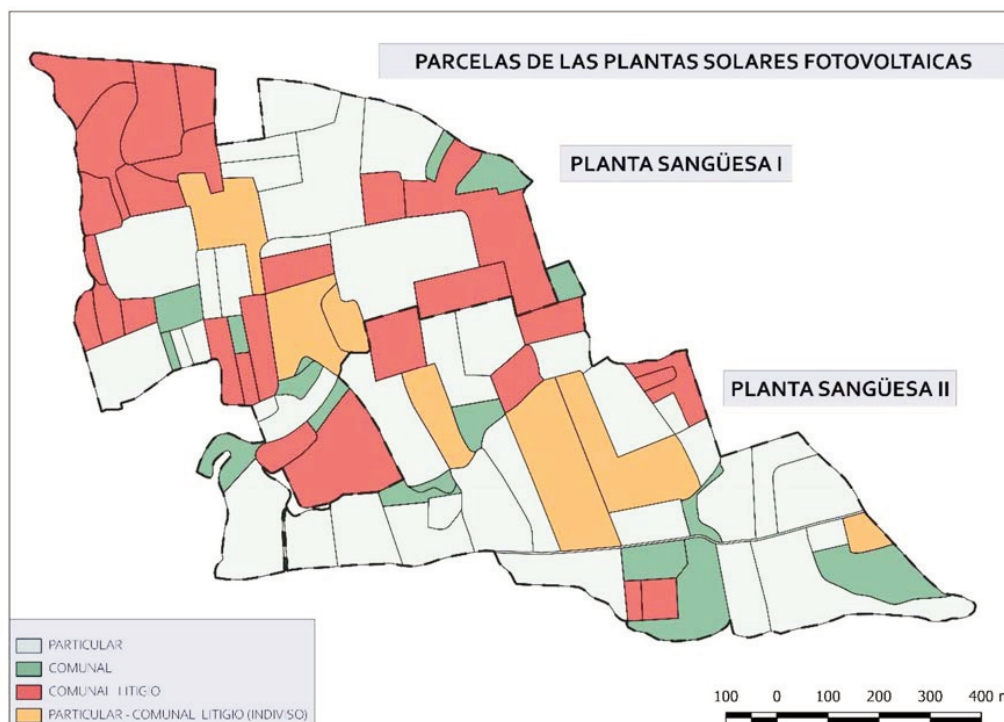 PARCELAS DE LAS PLANTAS SOLARES FOTOVOLTAICAS
PLANTA SANGÜESA I
PLANTA SANGÜESA II
PARTICULAR
COMUNAL
COMUNAL LITIGIO
PARTICULAR - COMUNAL LITIGIO (INDIVISO)
100 0 100 200 300 400 m